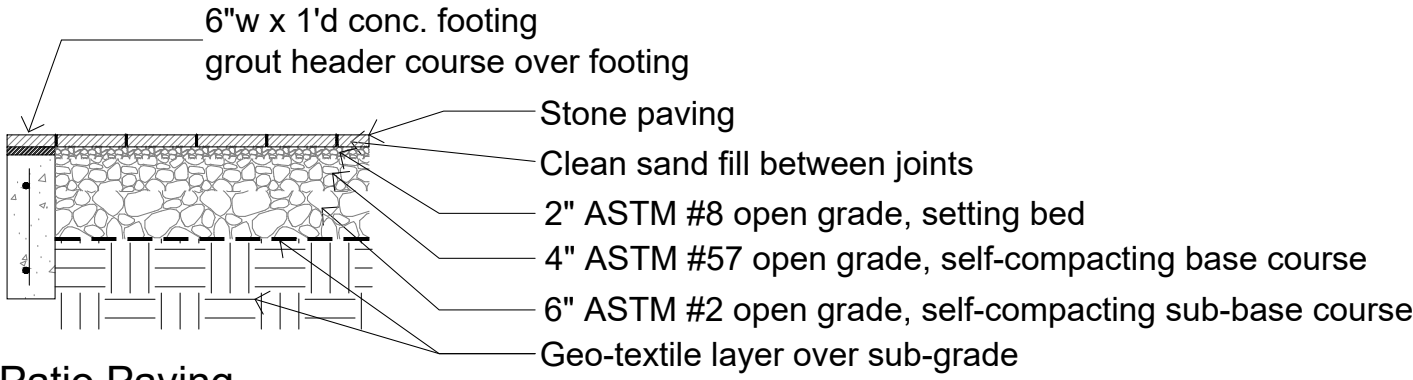 6"w x 1'd conc. footing
grout header course over footing
Stone paving
Clean sand fill between joints
2" ASTM #8 open grade, setting bed
4" ASTM #57 open grade, self-compacting base course
6" ASTM #2 open grade, self-compacting sub-base course
Geo-textile layer over sub-grade
Patio Paving